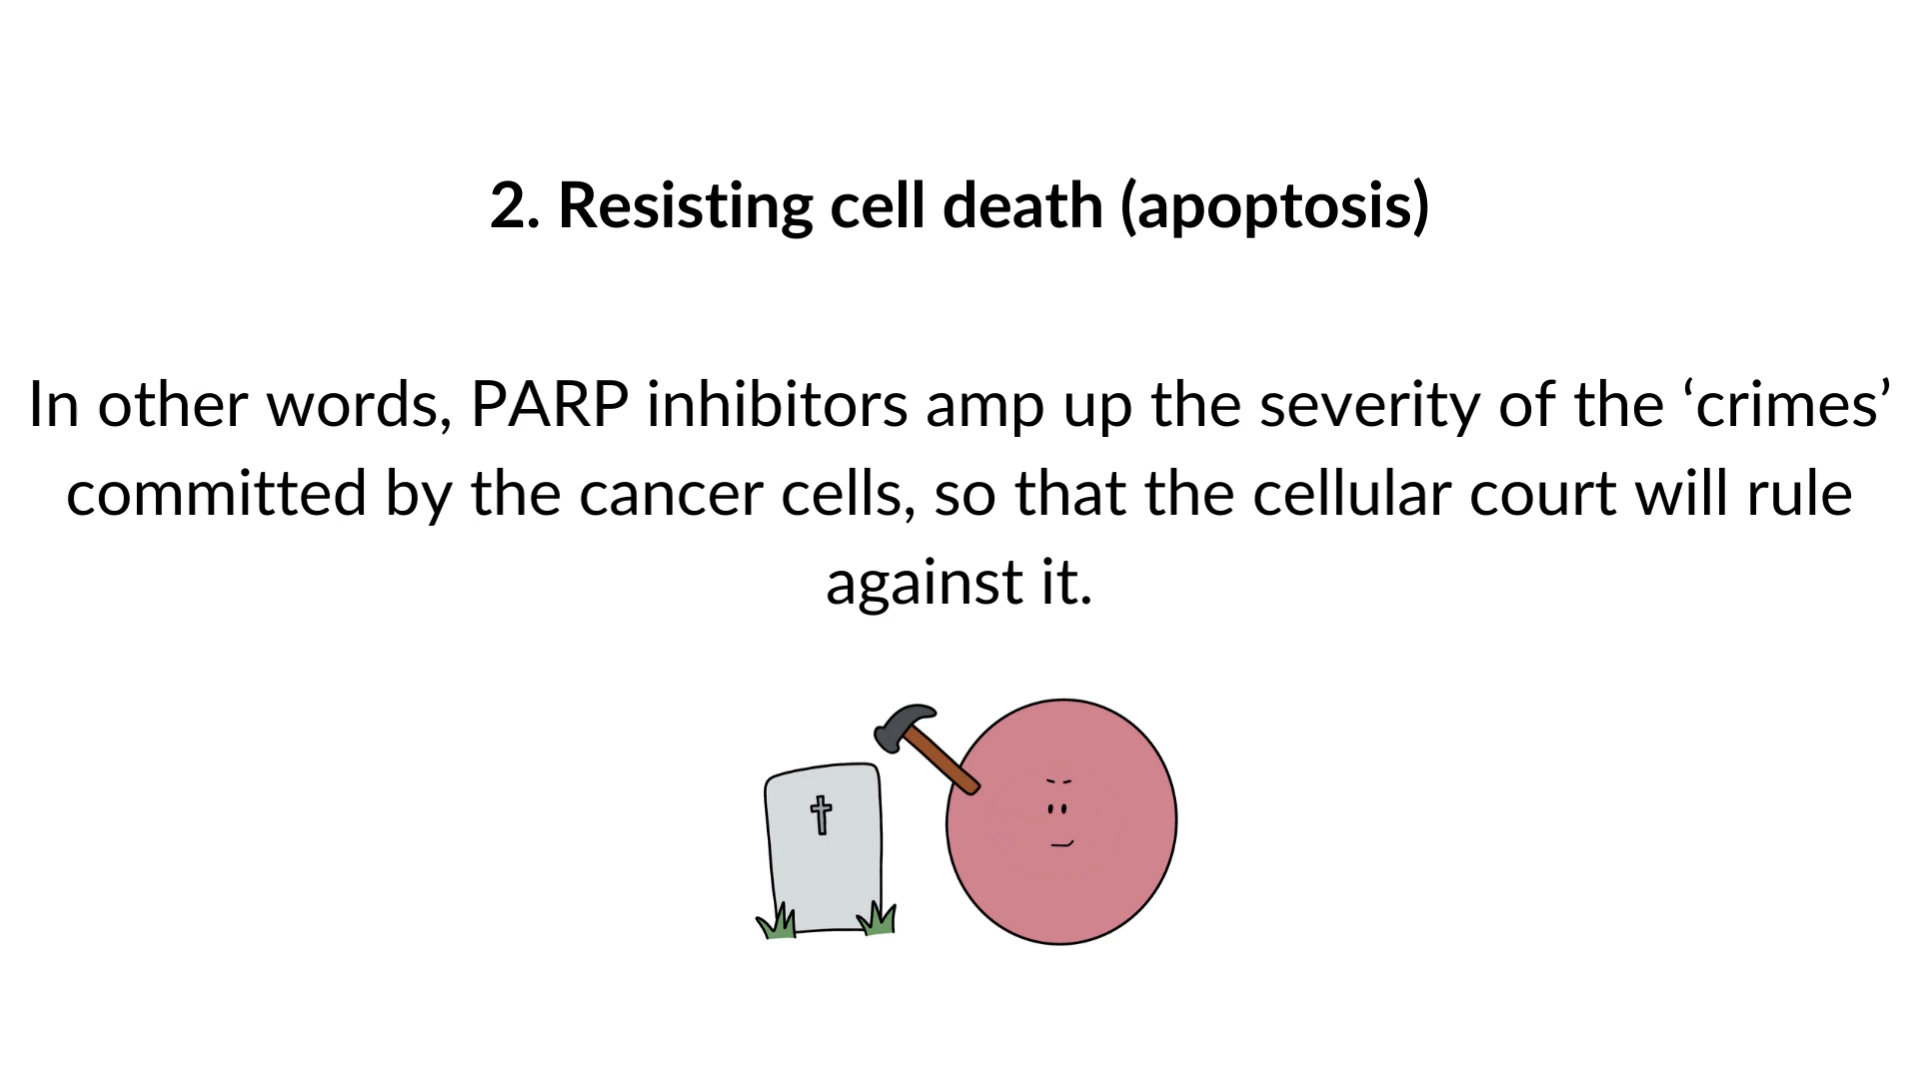 2. Resisting cell death (apoptosis)
In other words, PARP inhibitors amp up the severity of the ‘crimes’
committed by the cancer cells, so that the cellular court will rule
against it.